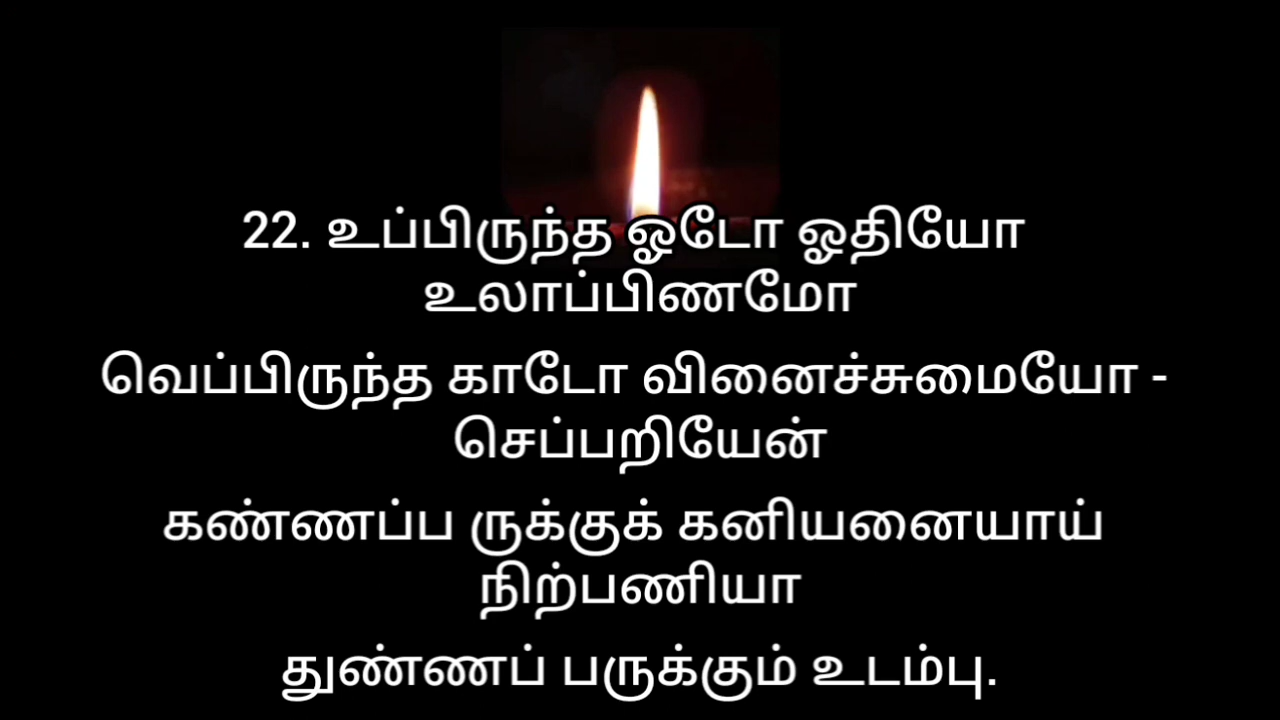 22. உப்பிருந்த ஓடோ ஓதியோ
உலாப்பிணமோ
வெப்பிருந்த காடோ வினைச்சுமையோ -
செப்பறியேன்
கண்ணப்ப ருக்குக் கனியனையாய்
நிற்பணியா
துண்ணப் பருக்கும் உடம்பு.